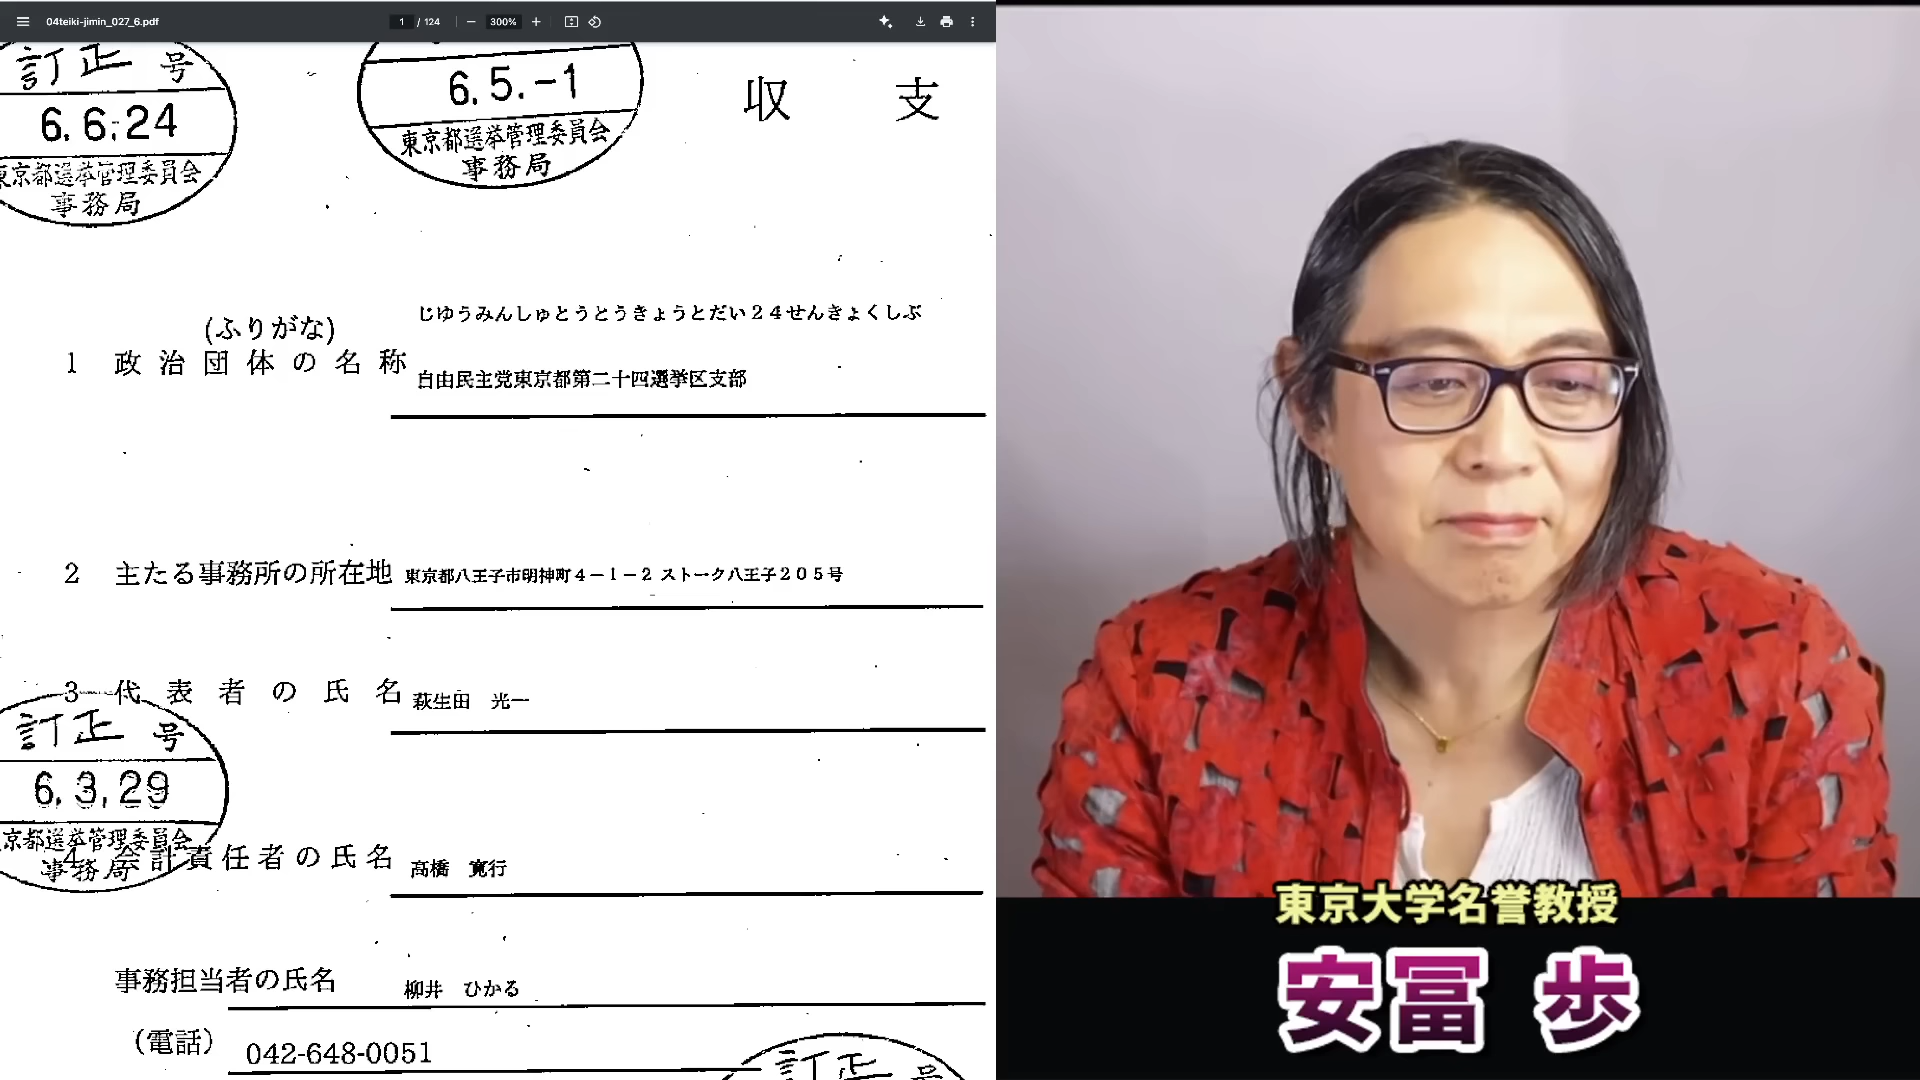 04teiki-jimin_027_6.pdf
1 / 124
300%
訂正 号
6.6.24
東京都選挙管理委員会
事務局
6.5.-1
東京都選挙管理委員会
事務局
収 支
(ふりがな)
じゆうみんしゅとうとうきょうとだい24せんきょくしぶ
1 政治団体の名称
自由民主党東京都第二十四選挙区支部
2 主たる事務所の所在地 東京都八王子市明神町4-1-2 ストーク八王子205号
3 代表者の氏名 萩生田 光一
訂正 号
6.3.29
京都選挙管理委員会
事務局
4 会計責任者の氏名 高橋 寛行
事務担当者の氏名 柳井 ひかる
(電話) 042-648-0051
訂正 号
東京大学名誉教授
安冨 歩